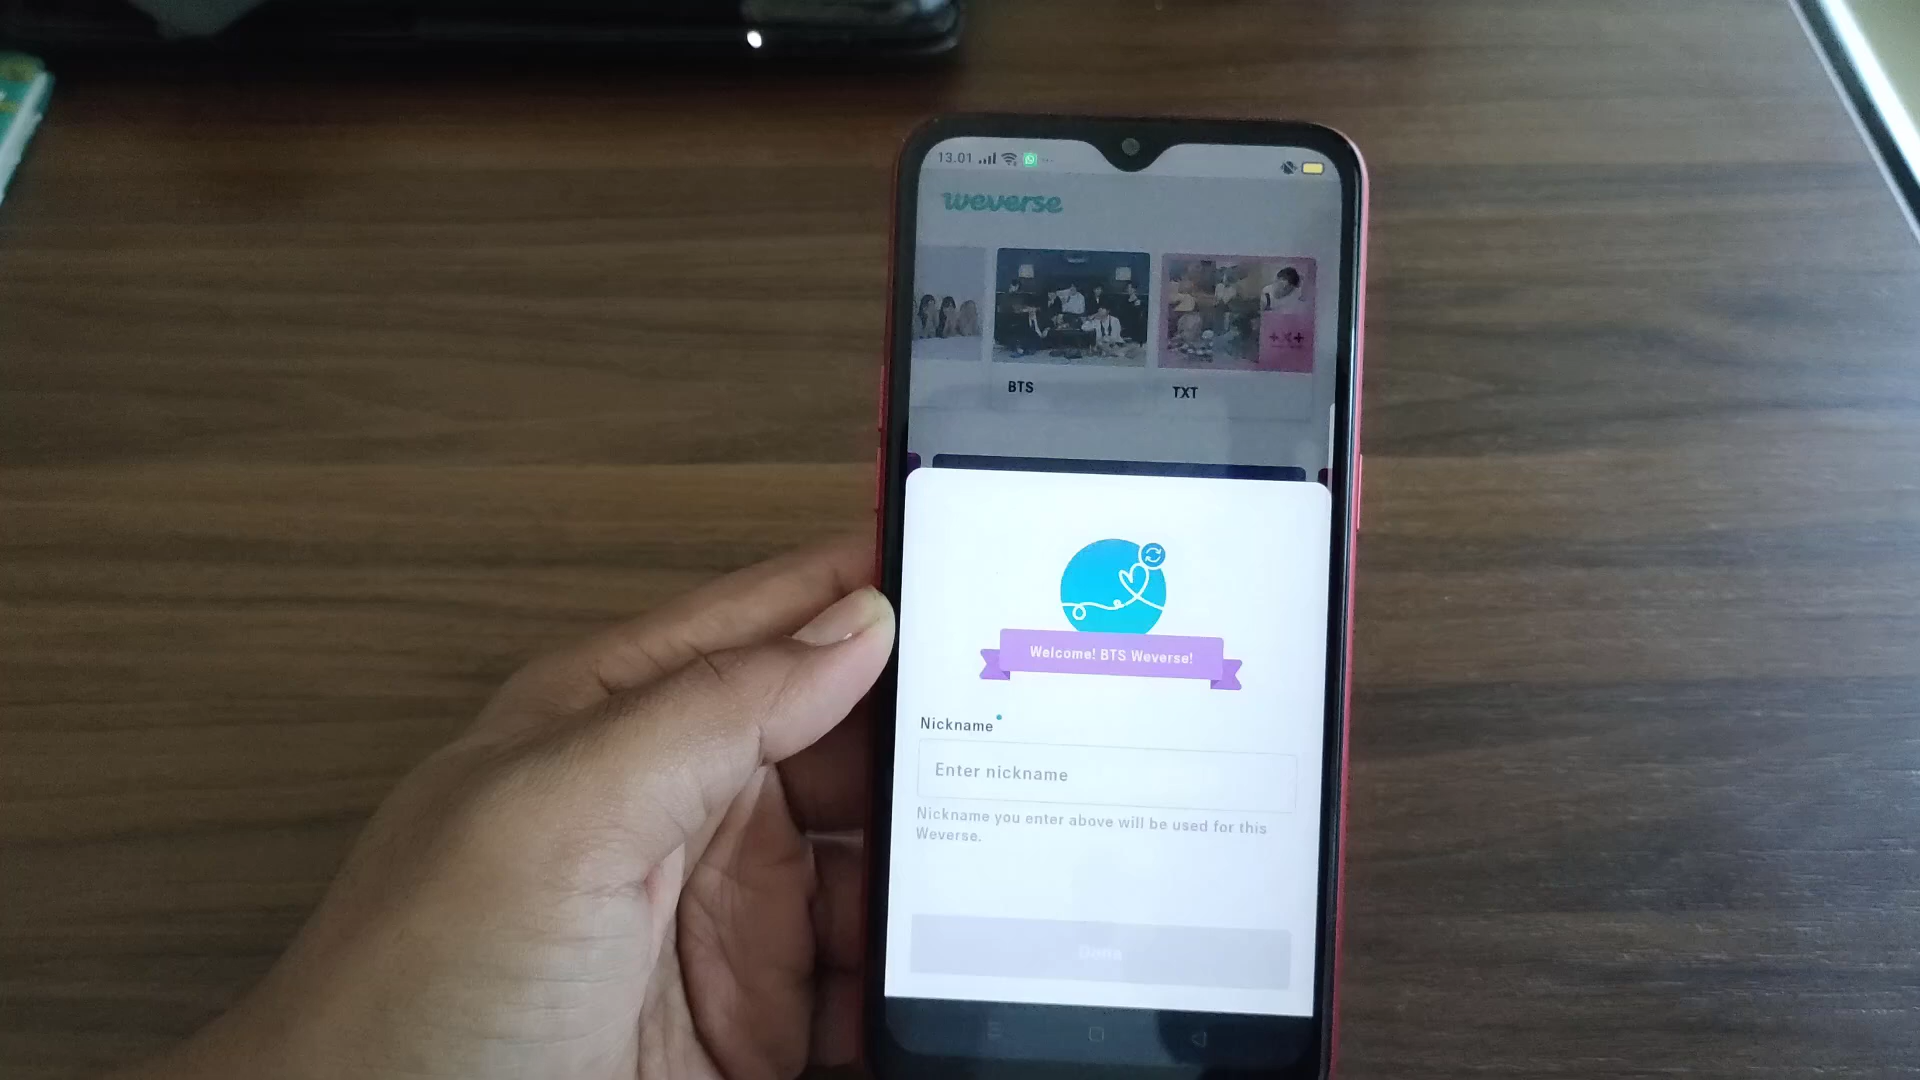 13.01
weverse
BTS
TXT
Welcome! BTS Weverse!
Nickname
Enter nickname
Nickname you enter above will be used for this
Weverse.
Done